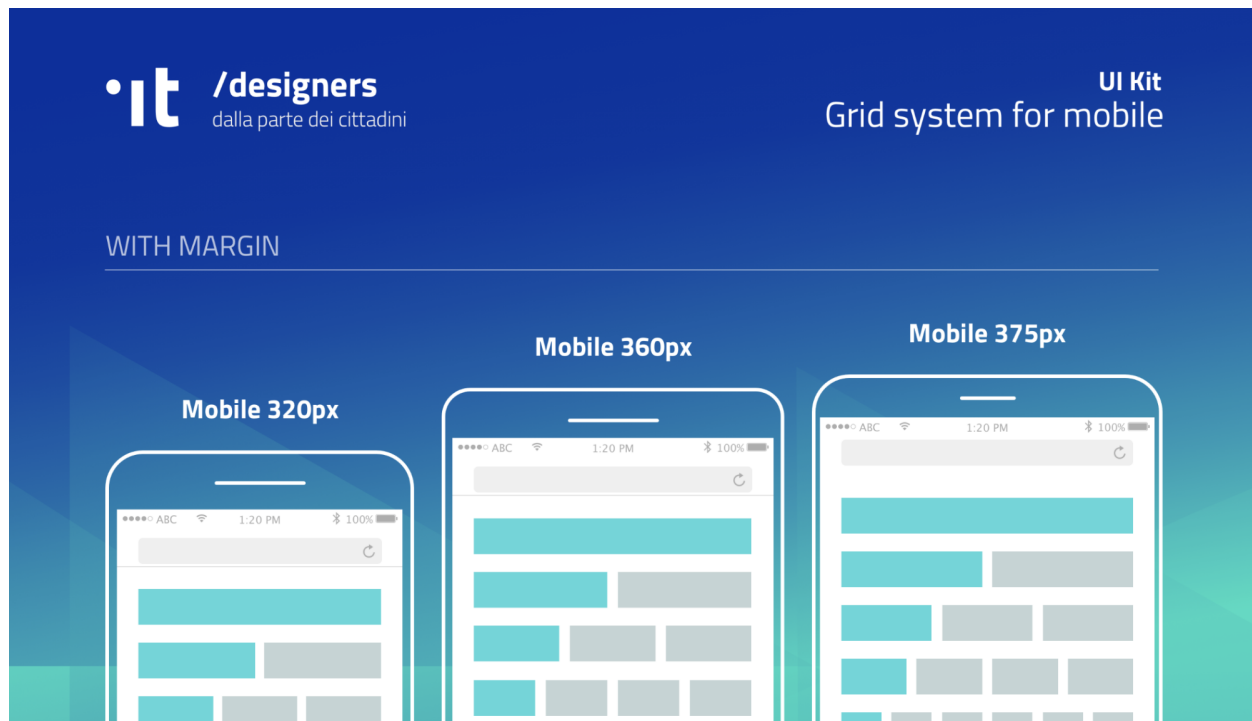 it
/designers
dalla parte dei cittadini
UI Kit
Grid system for mobile
WITH MARGIN
Mobile 320px
Mobile 360px
Mobile 375px
ABC 1:20 PM 100%
ABC 1:20 PM 100%
ABC 1:20 PM 100%